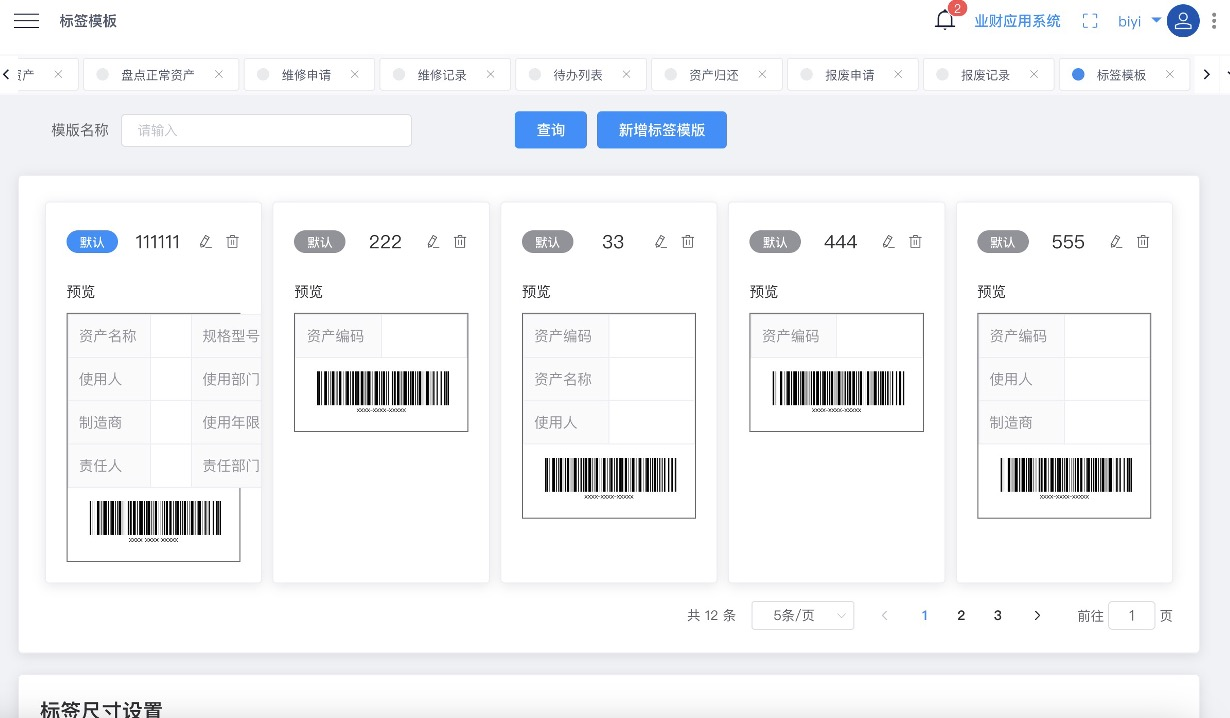 标签模板
2
业财应用系统
biyi
资产
盘点正常资产
维修申请
维修记录
待办列表
资产归还
报废申请
报废记录
标签模板
模版名称
请输入
查询
新增标签模版
默认 111111
预览
资产名称 规格型号
使用人 使用部门
制造商 使用年限
责任人 责任部门
xxxx-xxxx-xxxx
默认 222
预览
资产编码
xxxx-xxxx-xxxx
默认 33
预览
资产编码
资产名称
使用人
xxxx-xxxx-xxxx
默认 444
预览
资产编码
xxxx-xxxx-xxxx
默认 555
预览
资产编码
使用人
制造商
xxxx-xxxx-xxxx
共 12 条 5条/页 1 2 3 前往 1 页
标签尺寸设置